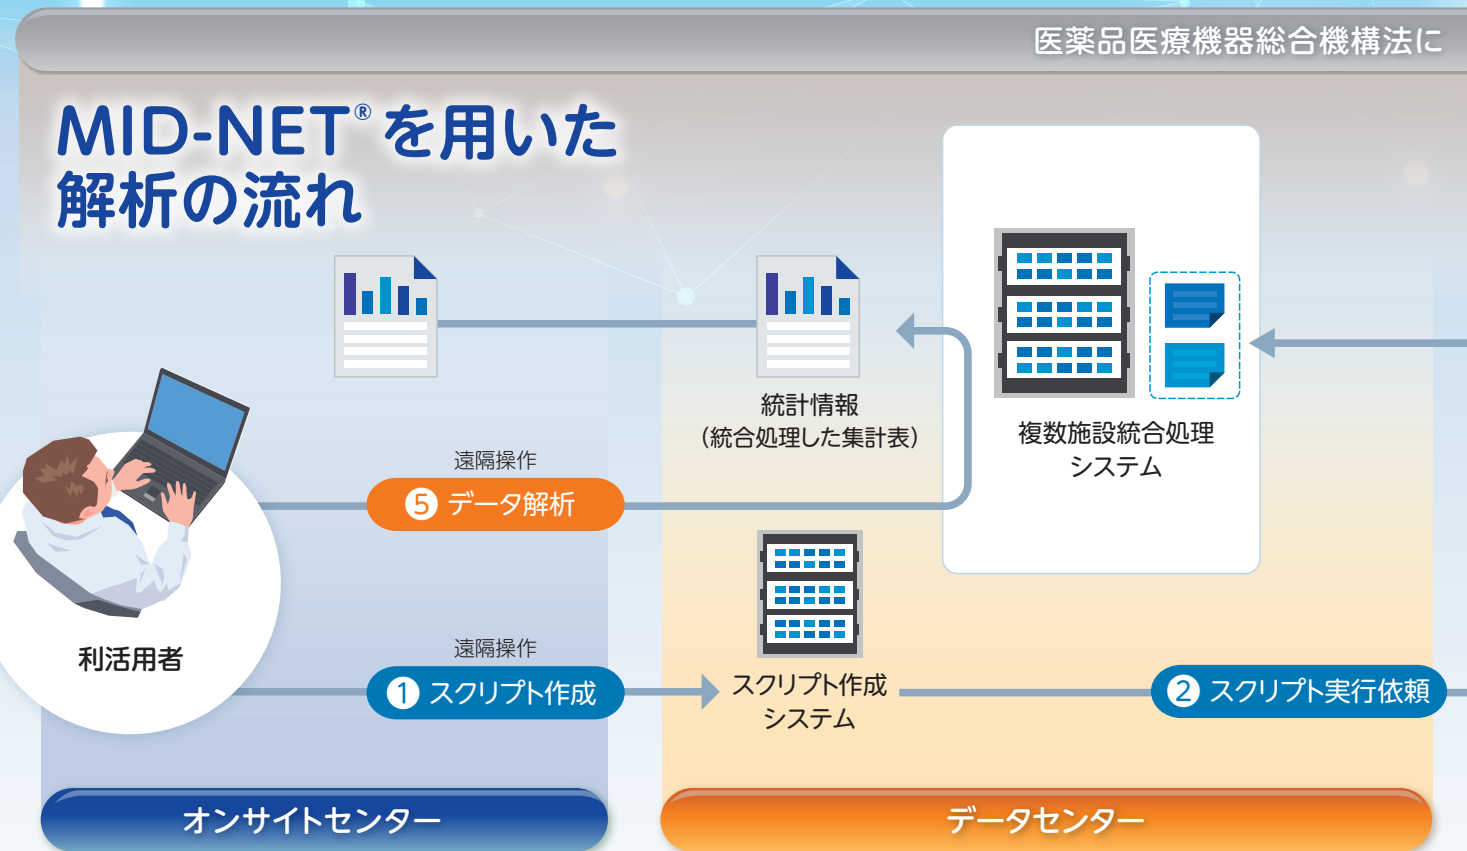 医薬品医療機器総合機構法に
MID-NET®を用いた
解析の流れ
統計情報
（統合処理した集計表）
複数施設統合処理
システム
遠隔操作
5 データ解析
利活用者
遠隔操作
1 スクリプト作成
スクリプト作成
システム
2 スクリプト実行依頼
オンサイトセンター
データセンター